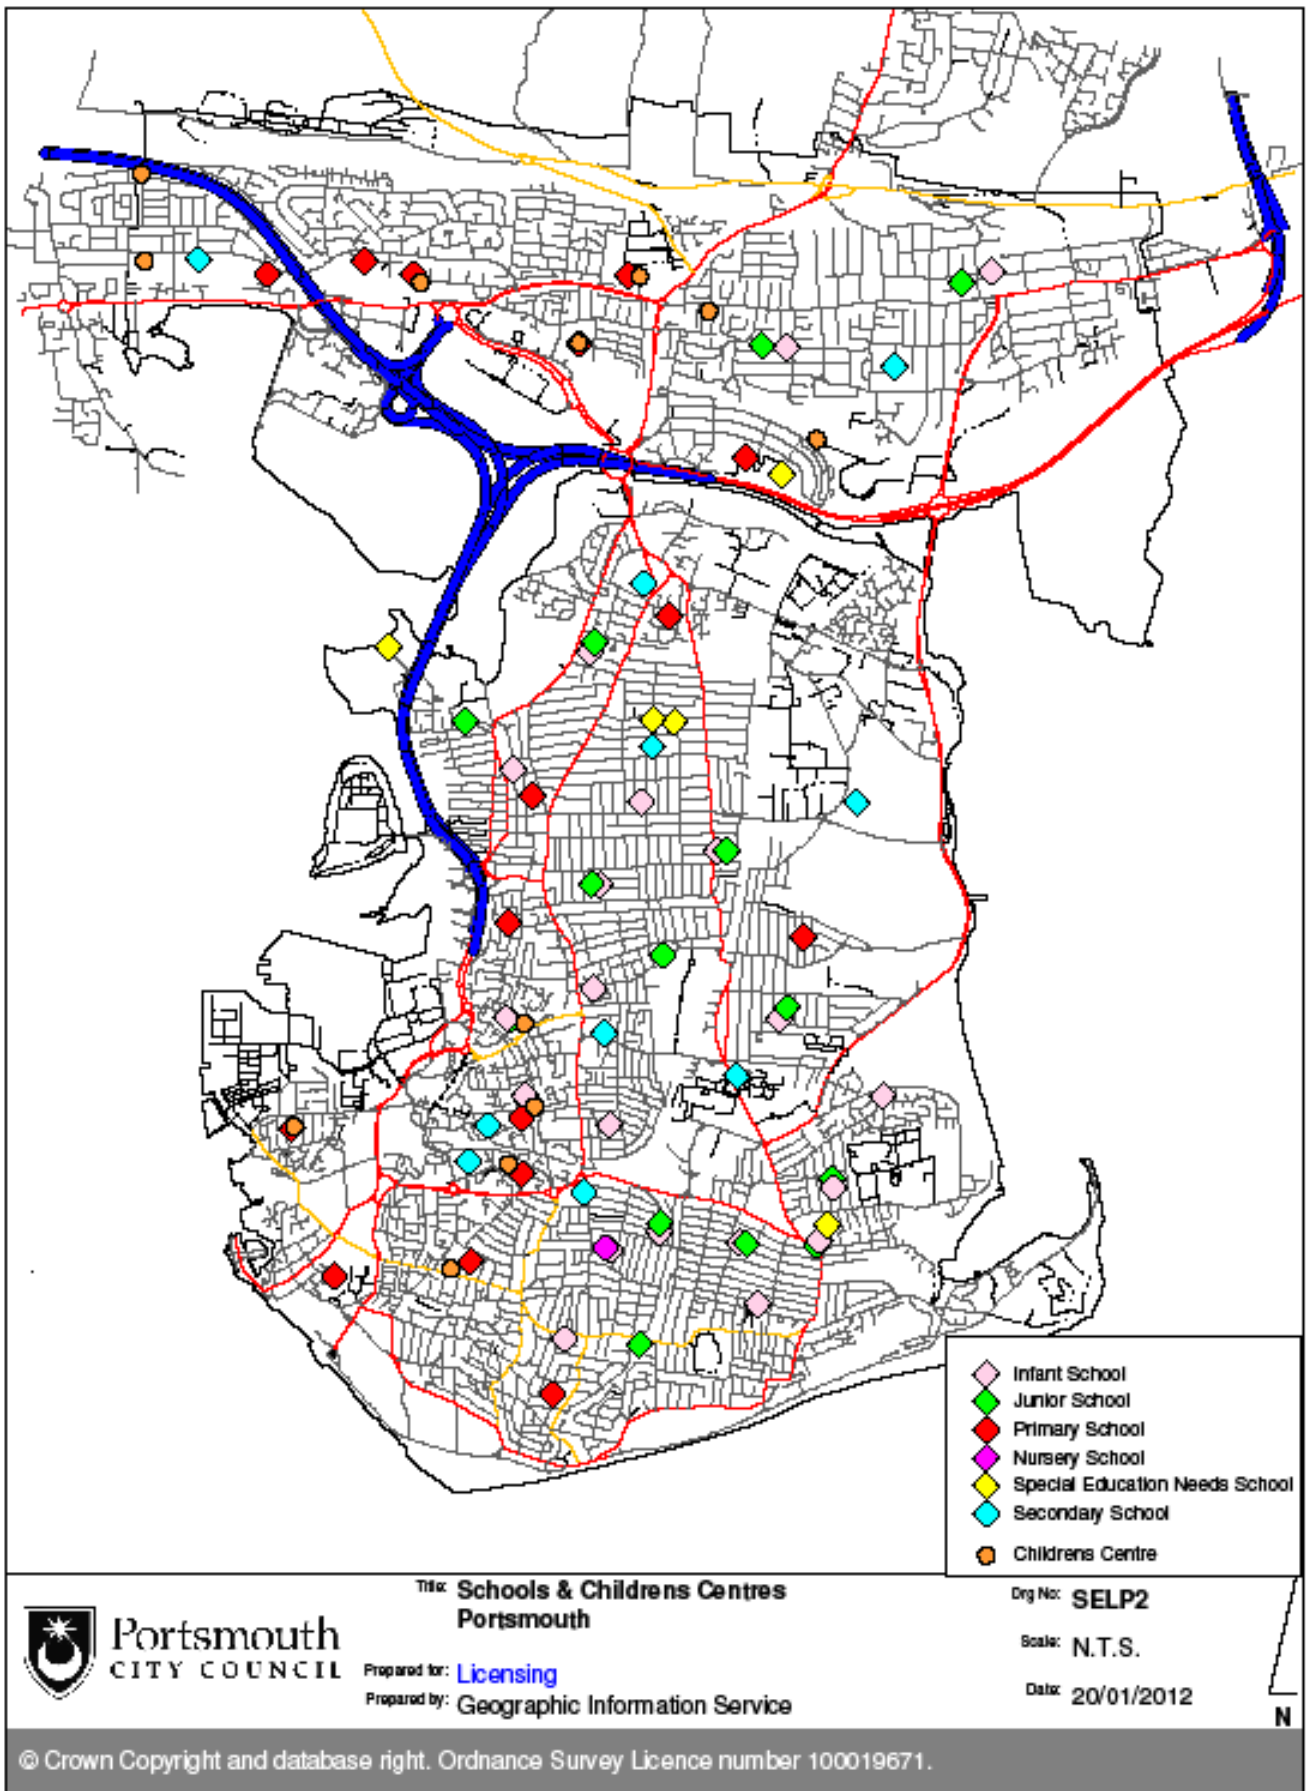 Infant School
Junior School
Primary School
Nursery School
Special Education Needs School
Secondary School
Childrens Centre
Portsmouth
CITY COUNCIL
Title: Schools & Childrens Centres
Portsmouth
Prepared for: Licensing
Prepared by: Geographic Information Service
Drg No: SELP2
Scale: N.T.S.
Date: 20/01/2012
N
© Crown Copyright and database right. Ordnance Survey Licence number 100019671.